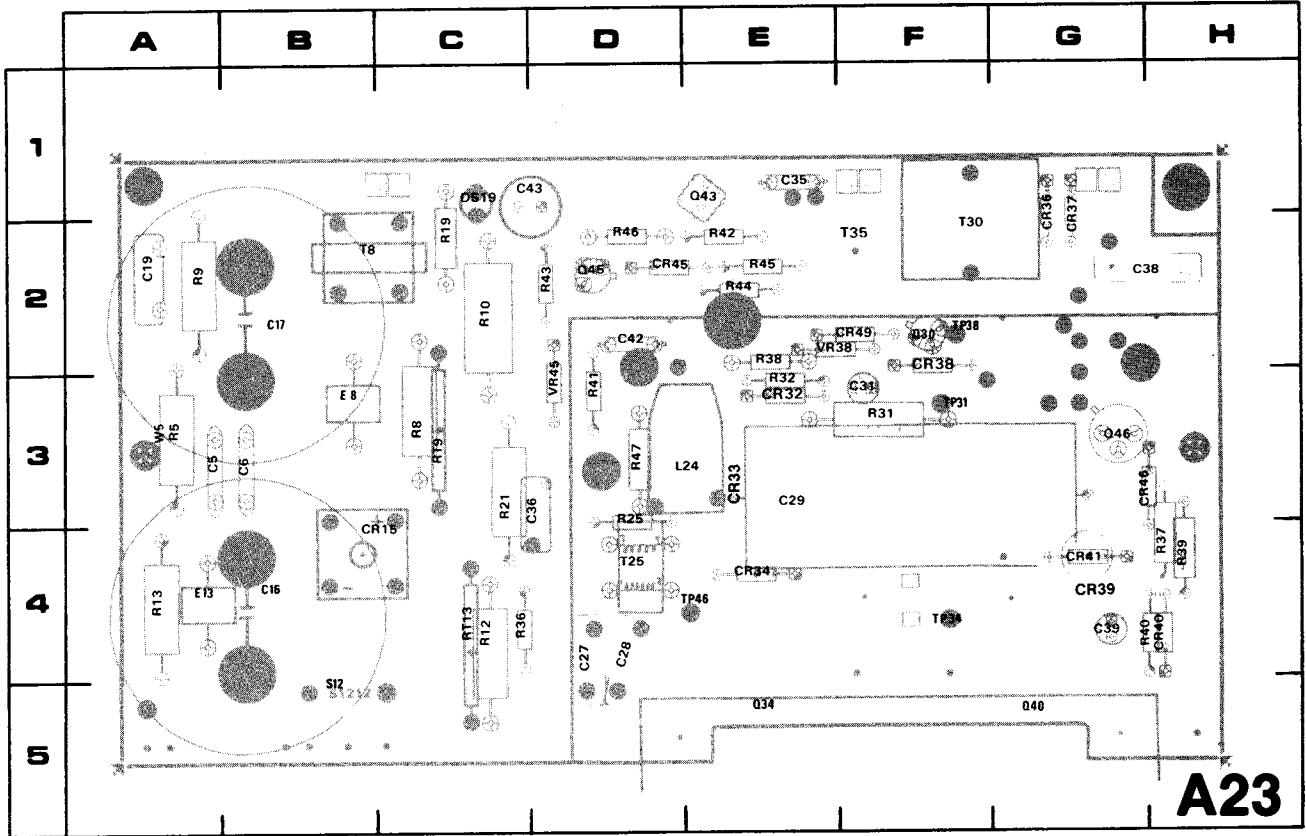 A B C D E F G H
1
DS19 C43 Q43 C35 CR36 CR37
R19 T35 T30
R46 R42
C19 R9 T8 R43 Q45 CR45 R45 C38
2
R44
R10
C17 CR49 Q30 TP38
C42 VR38
R38 CR38
VR45 R41 R32 C31
E8 CR32 TP31
R31
W5 R5 R8 RT9 Q46
3
C5 C6 R47 L24 CR33 C29 CR46
R21 C36
R25 R37 R39
CR15 T25 CR41
CR34
C16 CR39
E13
4
R13 TP46
RT13 R12 R36 TP34 C39 R40 CR40
C27 C28
S12
S1212
Q34 Q40
5
A23